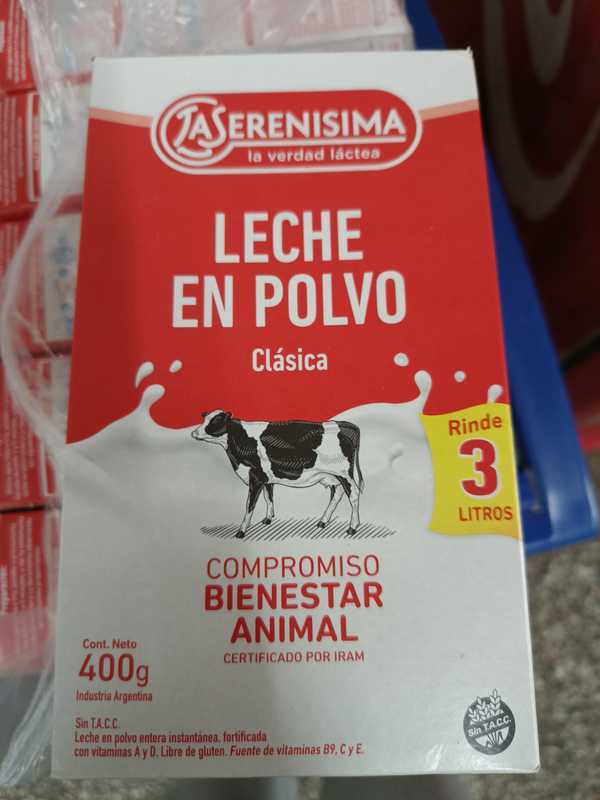 LA SERENISIMA
la verdad láctea
LECHE
EN POLVO
Clásica
Rinde
3
LITROS
COMPROMISO
BIENESTAR
ANIMAL
CERTIFICADO POR IRAM
Cont. Neto
400g
Industria Argentina
Sin T.A.C.C.
Leche en polvo entera instantánea, fortificada
con vitaminas A y D. Libre de gluten. Fuente de vitaminas B9, C y E.
Sin T.A.C.C.